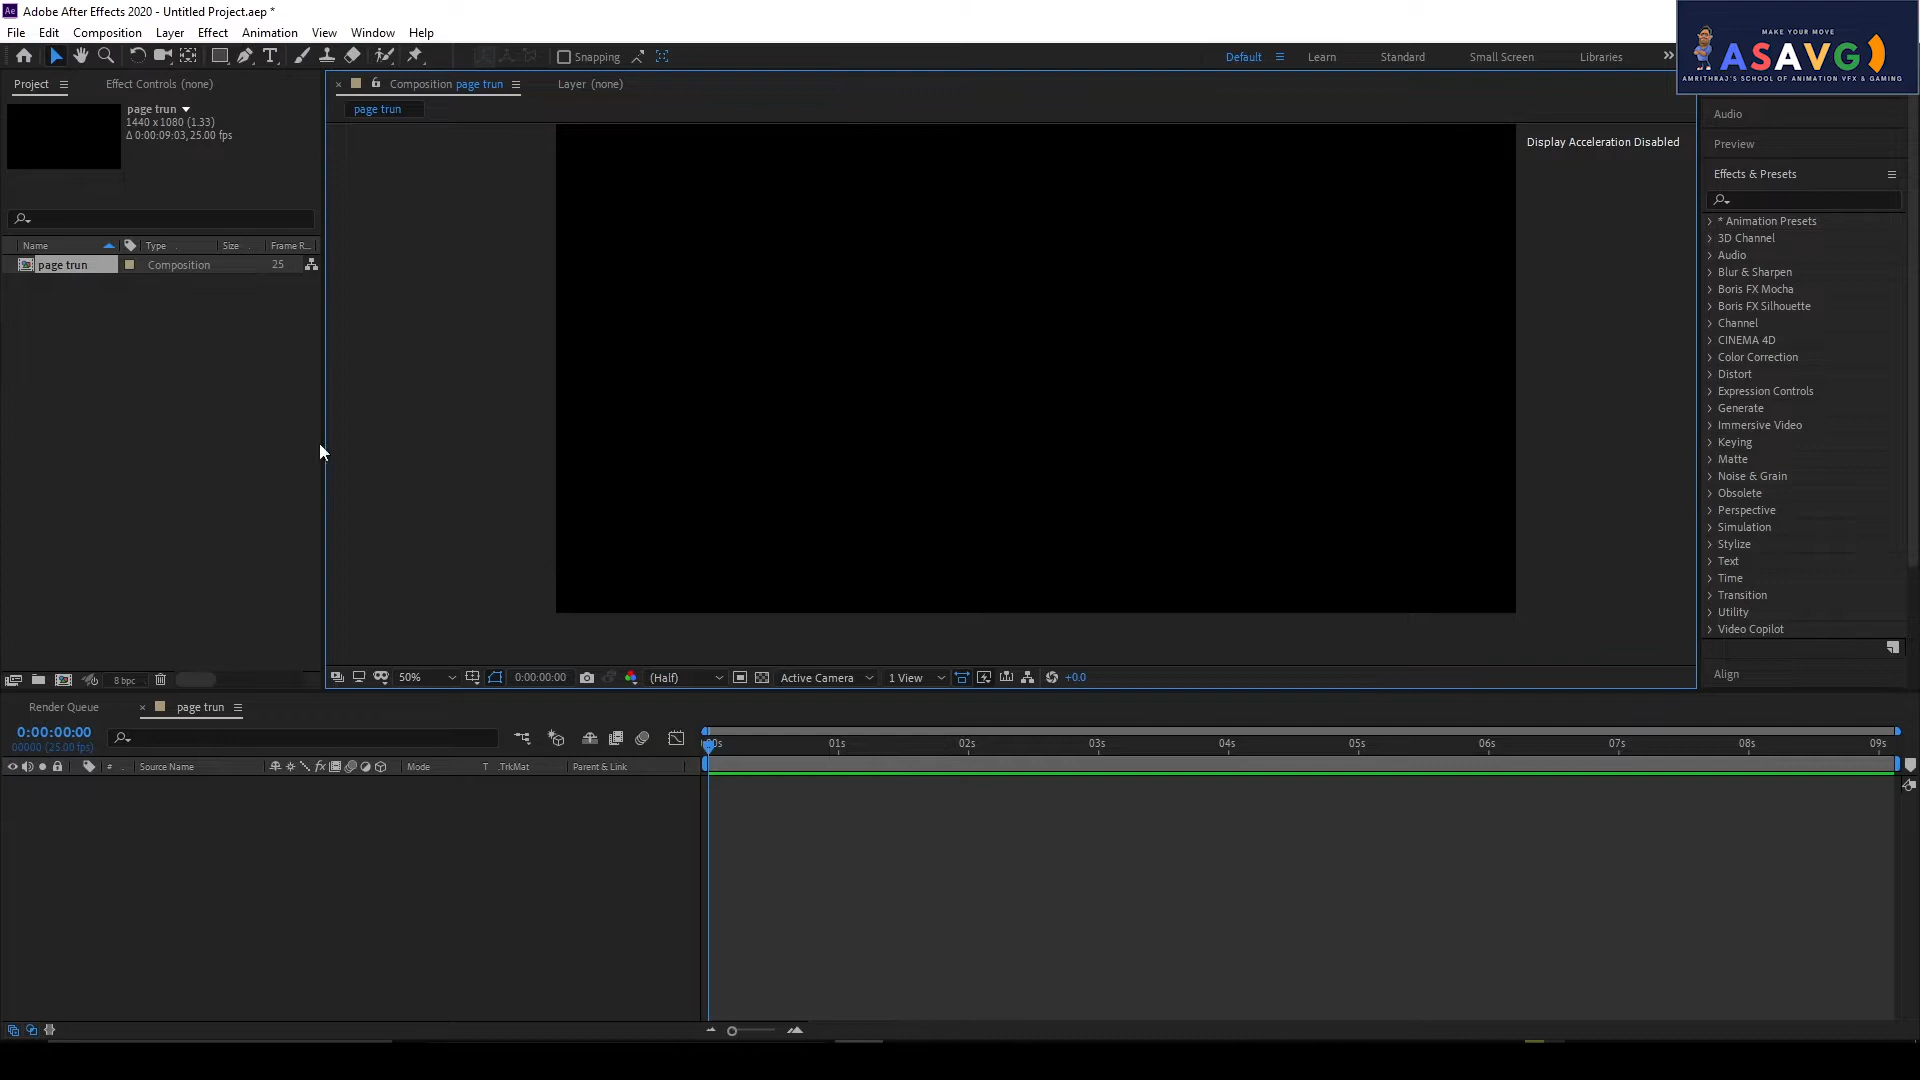 Adobe After Effects 2020 - Untitled Project.aep *
File Edit Composition Layer Effect Animation View Window Help
Snapping
Default Learn Standard Small Screen Libraries
MAKE YOUR MOVE
ASAVG
AMRITHRAJ'S SCHOOL OF ANIMATION VFX & GAMING
Project Effect Controls (none)
page trun
1440 x 1080 (1.33)
Δ 0:00:09:03, 25.00 fps
Name Type Size Frame R...
page trun Composition 25
8 bpc
Composition page trun Layer (none)
page trun
Display Acceleration Disabled
50% 0:00:00:00 (Half) Active Camera 1 View +0.0
Audio
Preview
Effects & Presets
* Animation Presets
3D Channel
Audio
Blur & Sharpen
Boris FX Mocha
Boris FX Silhouette
Channel
CINEMA 4D
Color Correction
Distort
Expression Controls
Generate
Immersive Video
Keying
Matte
Noise & Grain
Obsolete
Perspective
Simulation
Stylize
Text
Time
Transition
Utility
Video Copilot
Align
Render Queue page trun
0:00:00:00
00000 (25.00 fps)
# Source Name fx Mode T .TrkMat Parent & Link
01s 02s 03s 04s 05s 06s 07s 08s 09s